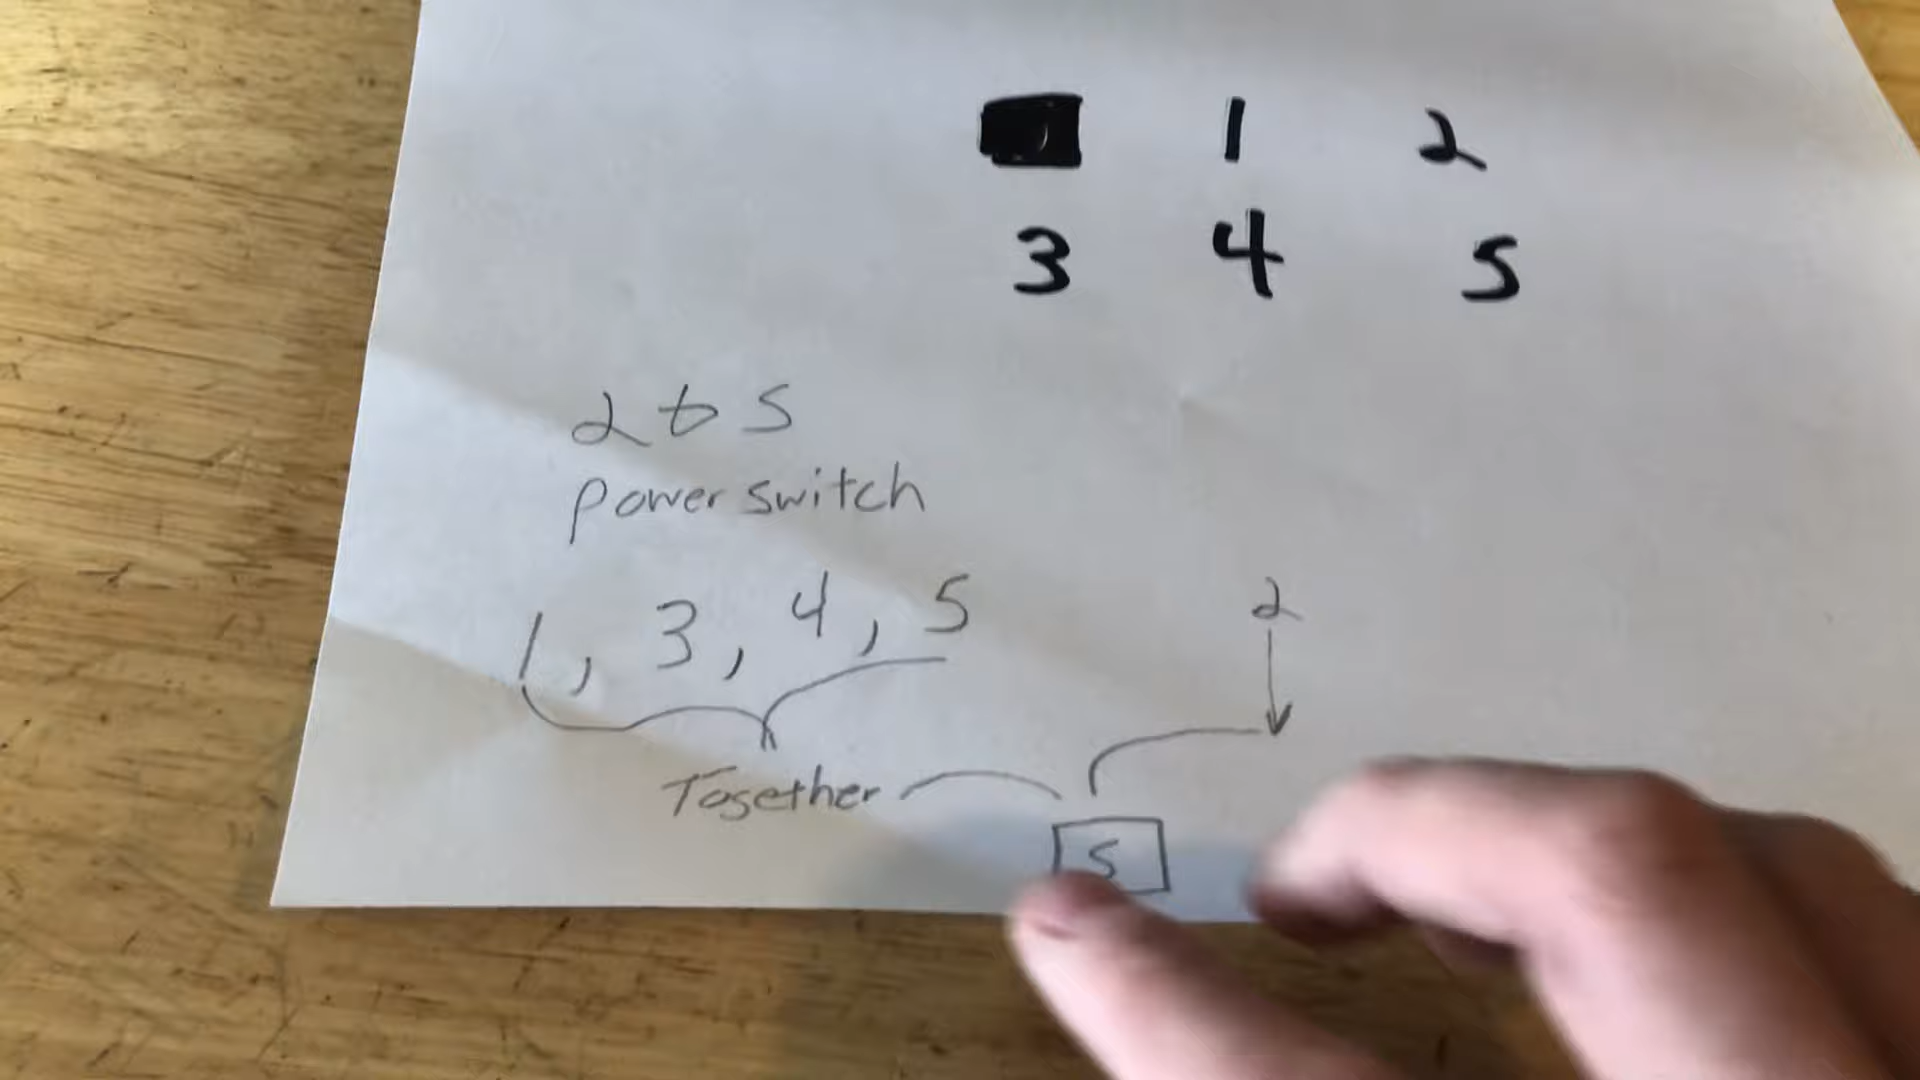 1 2
3 4 5
2 to 5
power switch
1, 3, 4, 5
2
Together
S